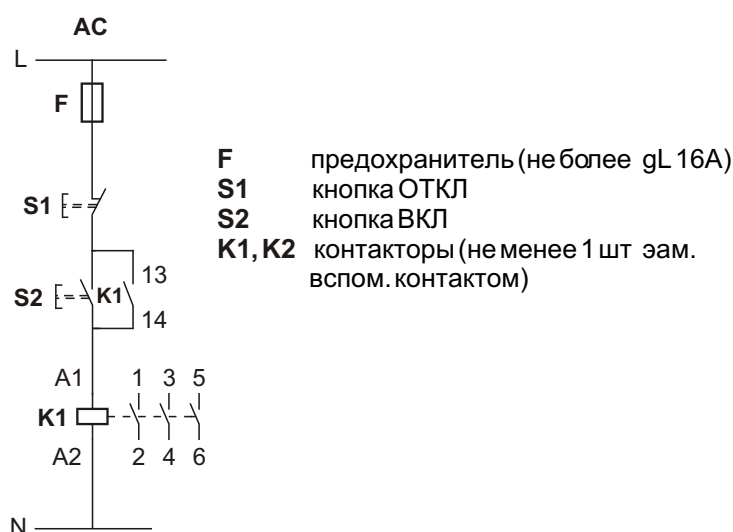 AC
L
F
S1
S2
K1
13
14
A1
1 3 5
K1
A2
2 4 6
N
F предохранитель (не более gL 16A)
S1 кнопка ОТКЛ
S2 кнопка ВКЛ
K1, K2 контакторы (не менее 1 шт эам.
вспом. контактом)